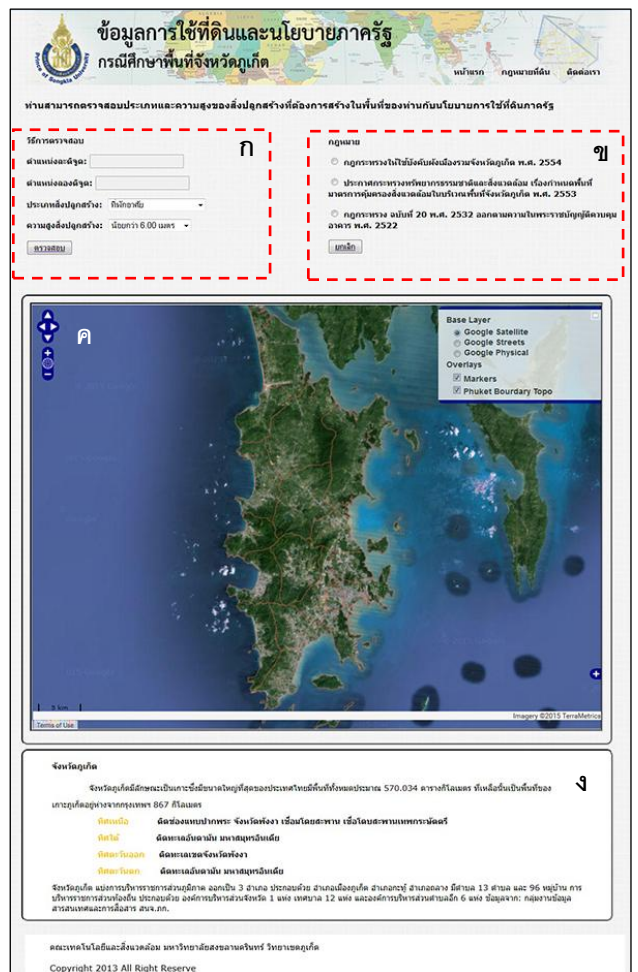 ข้อมูลการใช้ที่ดินและนโยบายภาครัฐ
กรณีศึกษาพื้นที่จังหวัดภูเก็ต
Prince of Songkla University
หน้าแรก กฎหมายที่ดิน ติดต่อเรา
ท่านสามารถตรวจสอบประเภทและความสูงของสิ่งปลูกสร้างที่ต้องการสร้างในพื้นที่ของท่านกับนโยบายการใช้ที่ดินภาครัฐ
วิธีการตรวจสอบ
ก
ตำแหน่งละติจูด:
ตำแหน่งลองติจูด:
ประเภทสิ่งปลูกสร้าง: ที่พักอาศัย
ความสูงสิ่งปลูกสร้าง: น้อยกว่า 6.00 เมตร
ตรวจสอบ
กฎหมาย
ข
กฎกระทรวงให้ใช้บังคับผังเมืองรวมจังหวัดภูเก็ต พ.ศ. 2554
ประกาศกระทรวงทรัพยากรธรรมชาติและสิ่งแวดล้อม เรื่องกำหนดพื้นที่
มาตรการคุ้มครองสิ่งแวดล้อมในบริเวณพื้นที่จังหวัดภูเก็ต พ.ศ. 2553
กฎกระทรวง ฉบับที่ 20 พ.ศ. 2532 ออกตามความในพระราชบัญญัติควบคุม
อาคาร พ.ศ. 2522
ยกเลิก
ค
Base Layer
Google Satellite
Google Streets
Google Physical
Overlays
Markers
Phuket Bourdary Topo
5 km
Imagery ©2015 TerraMetrics
Terms of Use
จังหวัดภูเก็ต
ง
จังหวัดภูเก็ตมีลักษณะเป็นเกาะซึ่งมีขนาดใหญ่ที่สุดของประเทศไทยมีพื้นที่ทั้งหมดประมาณ 570.034 ตารางกิโลเมตร ที่เหลือนั้นเป็นพื้นที่ของ
เกาะภูเก็ตอยู่ห่างจากกรุงเทพฯ 867 กิโลเมตร
ทิศเหนือ ติดช่องแคบปากพระ จังหวัดพังงา เชื่อมโดยสะพาน เชื่อโดยสะพานเทพกระษัตรี
ทิศใต้ ติดทะเลอันดามัน มหาสมุทรอินเดีย
ทิศตะวันออก ติดทะเลเขตจังหวัดพังงา
ทิศตะวันตก ติดทะเลอันดามัน มหาสมุทรอินเดีย
จังหวัดภูเก็ต แบ่งการบริหารราชการส่วนภูมิภาค ออกเป็น 3 อำเภอ ประกอบด้วย อำเภอเมืองภูเก็ต อำเภอกะทู้ อำเภอถลาง มีตำบล 13 ตำบล และ 96 หมู่บ้าน การ
บริหารราชการส่วนท้องถิ่น ประกอบด้วย องค์การบริหารส่วนจังหวัด 1 แห่ง เทศบาล 12 แห่ง และองค์การบริหารส่วนตำบลอีก 6 แห่ง ข้อมูลจาก: กลุ่มงานข้อมูล
สารสนเทศและการสื่อสาร สนจ.ภก.
คณะเทคโนโลยีและสิ่งแวดล้อม มหาวิทยาลัยสงขลานครินทร์ วิทยาเขตภูเก็ต
Copyright 2013 All Right Reserve